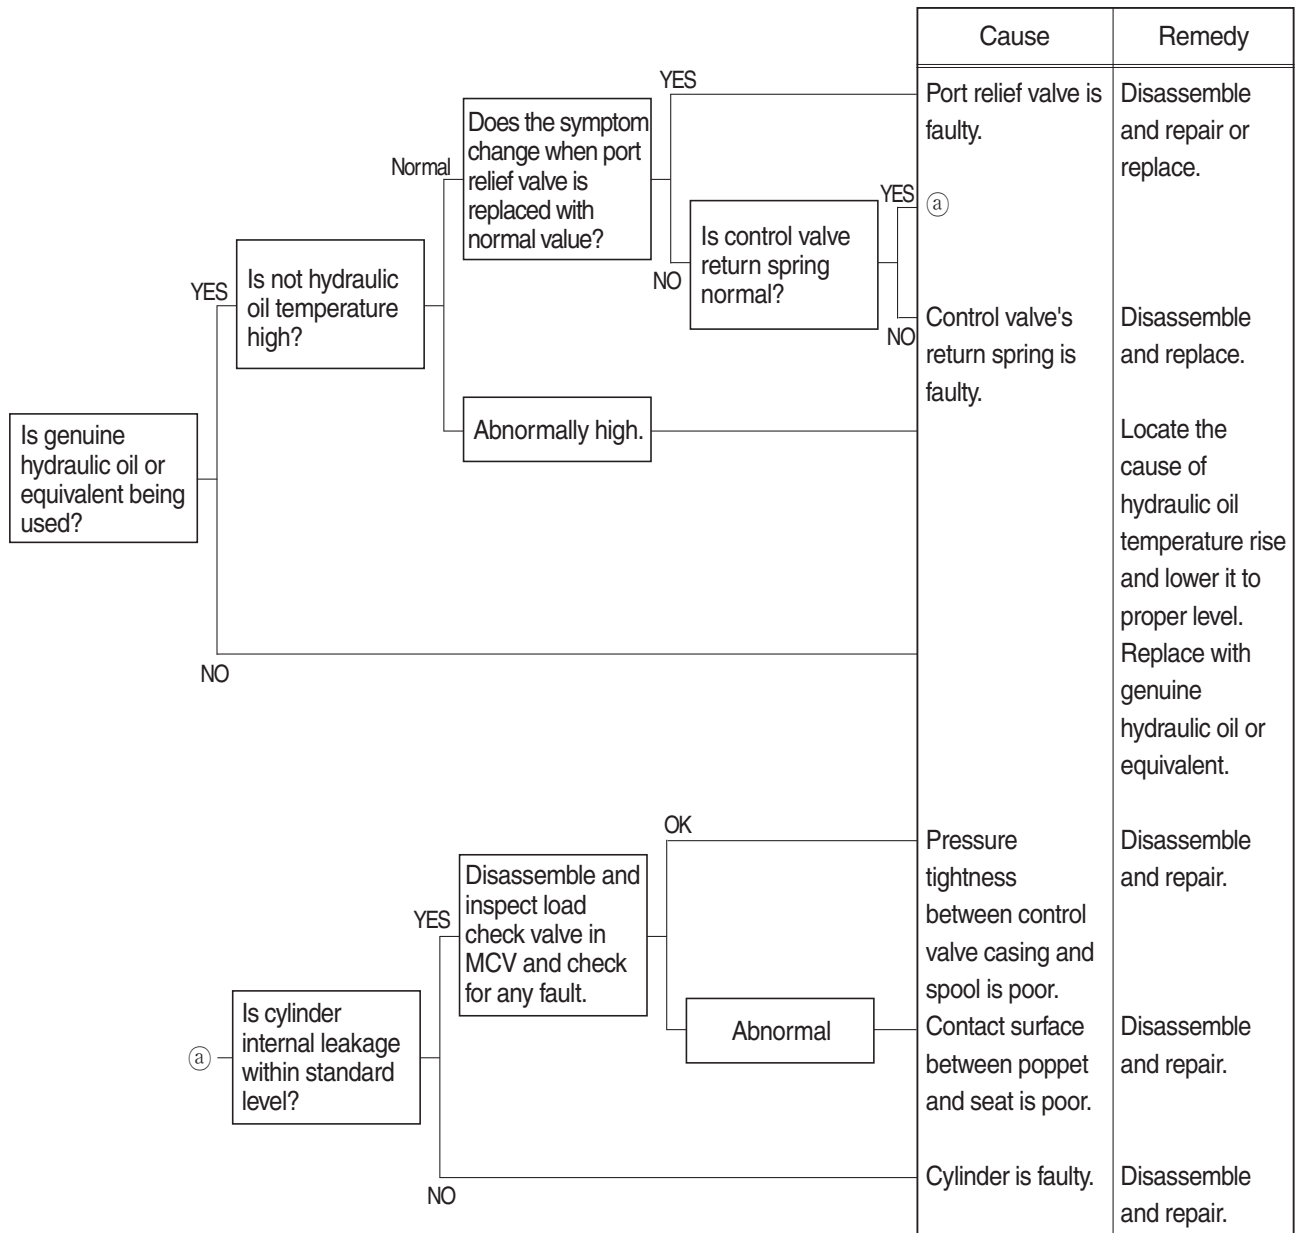 Cause
Remedy
YES
Port relief valve is
faulty.
Disassemble
and repair or
replace.
Does the symptom
change when port
relief valve is
replaced with
normal value?
Normal
YES
ⓐ
Is control valve
return spring
normal?
NO
Is not hydraulic
oil temperature
high?
YES
NO
Control valve's
return spring is
faulty.
Disassemble
and replace.
Abnormally high.
Is genuine
hydraulic oil or
equivalent being
used?
Locate the
cause of
hydraulic oil
temperature rise
and lower it to
proper level.
NO
Replace with
genuine
hydraulic oil or
equivalent.
OK
Pressure
tightness
between control
valve casing and
spool is poor.
Disassemble
and repair.
Disassemble and
inspect load
check valve in
MCV and check
for any fault.
YES
Abnormal
Contact surface
between poppet
and seat is poor.
Disassemble
and repair.
ⓐ
Is cylinder
internal leakage
within standard
level?
NO
Cylinder is faulty.
Disassemble
and repair.